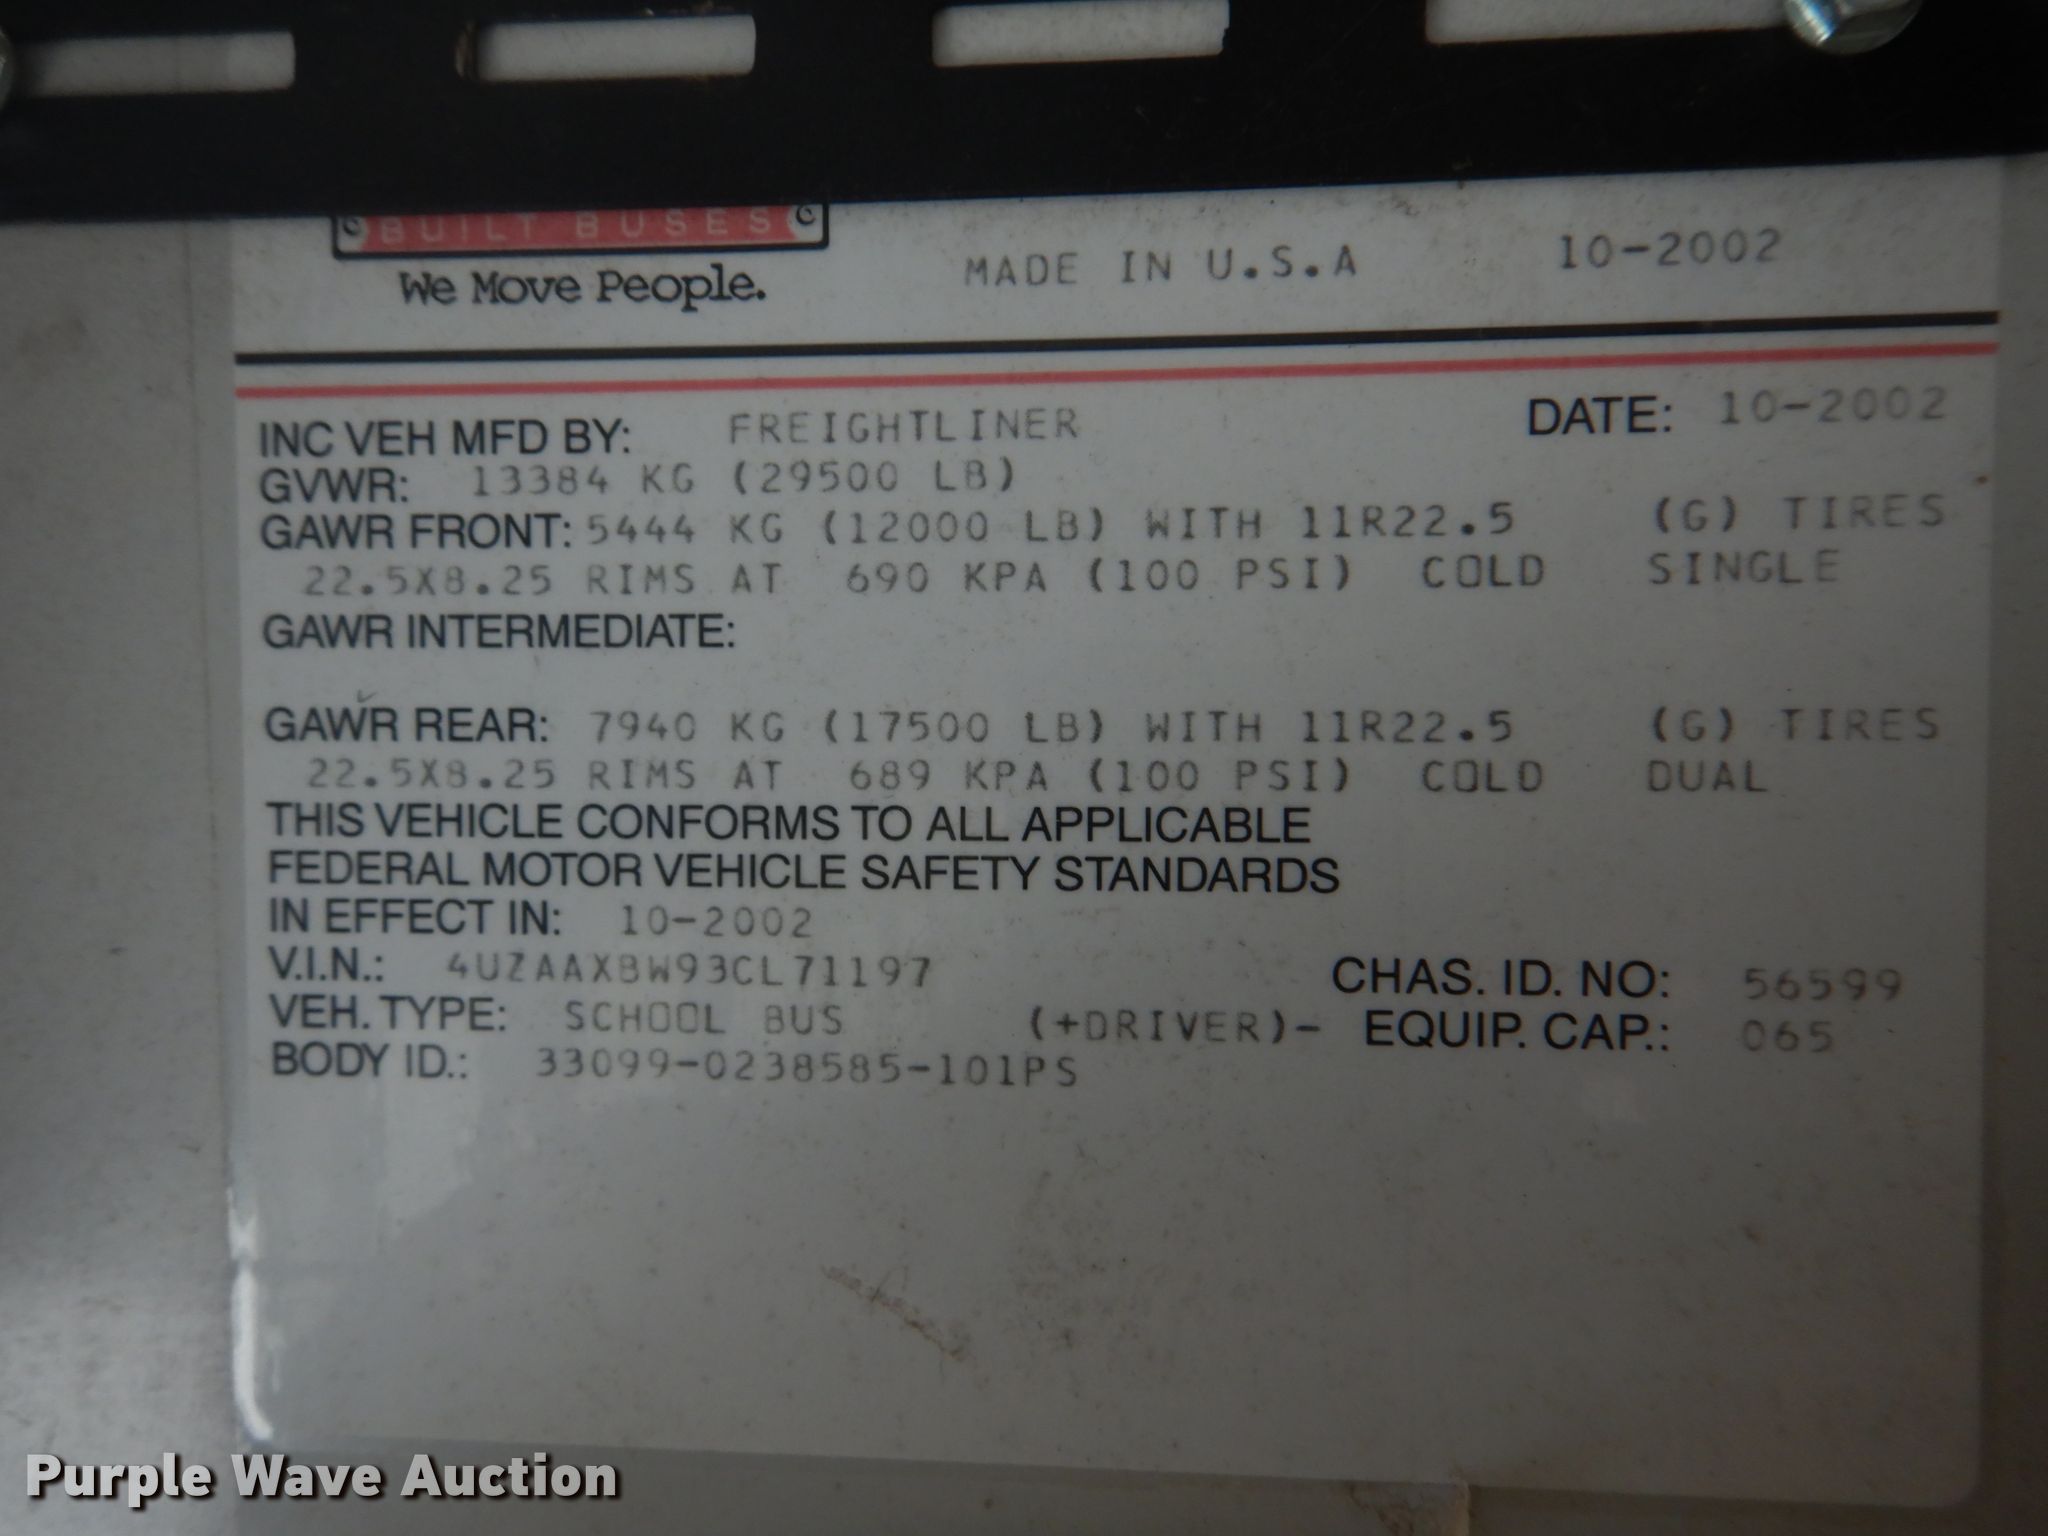 BUILT BUSES
We Move People.
MADE IN U.S.A 10-2002
INC VEH MFD BY: FREIGHTLINER DATE: 10-2002
GVWR: 13384 KG (29500 LB)
GAWR FRONT: 5444 KG (12000 LB) WITH 11R22.5 (G) TIRES
22.5X8.25 RIMS AT 690 KPA (100 PSI) COLD SINGLE
GAWR INTERMEDIATE:
GAWR REAR: 7940 KG (17500 LB) WITH 11R22.5 (G) TIRES
22.5X8.25 RIMS AT 689 KPA (100 PSI) COLD DUAL
THIS VEHICLE CONFORMS TO ALL APPLICABLE
FEDERAL MOTOR VEHICLE SAFETY STANDARDS
IN EFFECT IN: 10-2002
V.I.N.: 4UZAAXBW93CL71197 CHAS. ID. NO: 56599
VEH. TYPE: SCHOOL BUS (+DRIVER)- EQUIP. CAP.: 065
BODY ID.: 33099-0238585-101PS
Purple Wave Auction